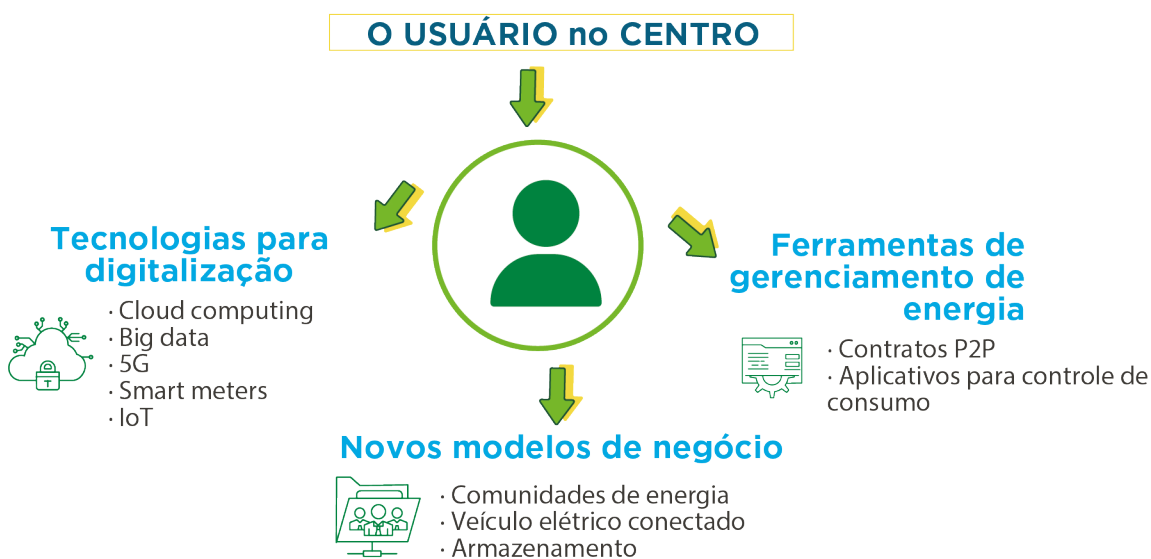 O USUÁRIO no CENTRO
Tecnologias para
digitalização
· Cloud computing
· Big data
· 5G
· Smart meters
· IoT
T
Ferramentas de
gerenciamento de
energia
· Contratos P2P
· Aplicativos para controle de
consumo
Novos modelos de negócio
· Comunidades de energia
· Veículo elétrico conectado
· Armazenamento